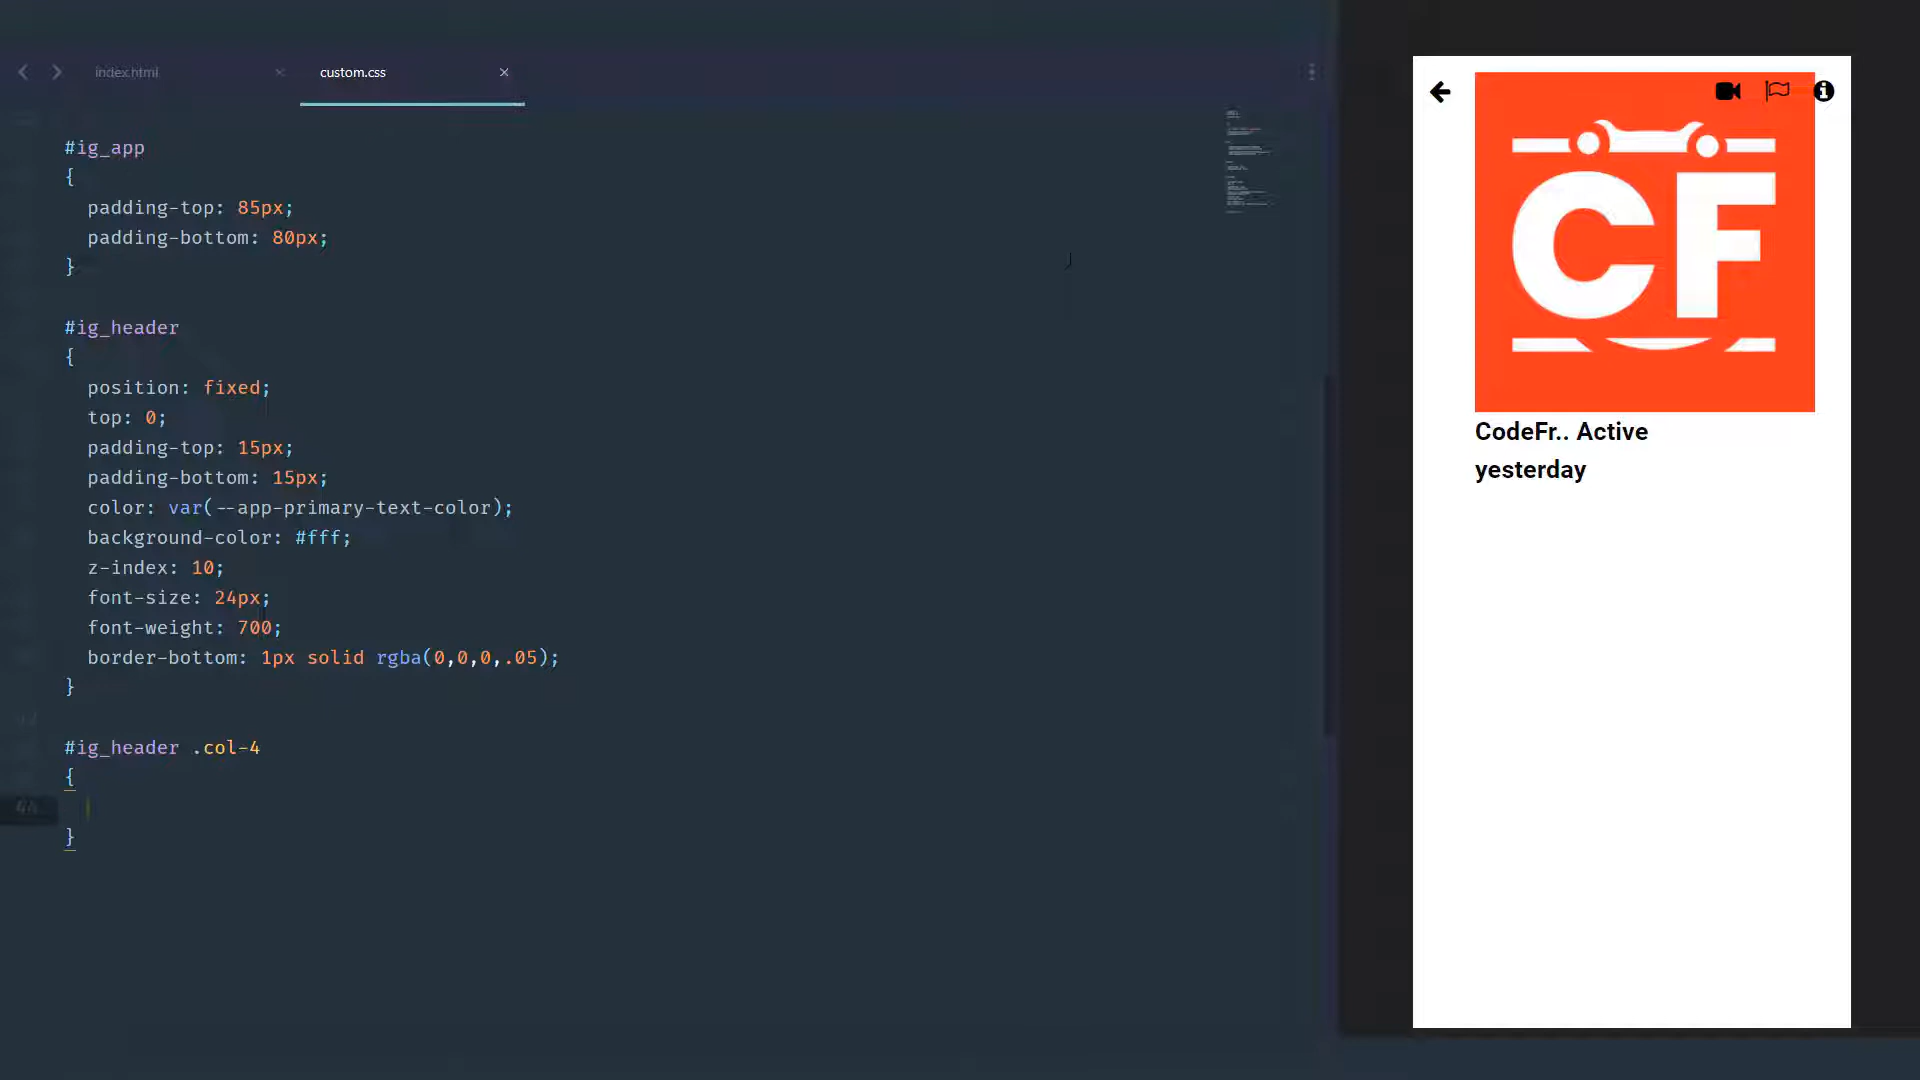 index.html
custom.css
#ig_app
{
padding-top: 85px;
padding-bottom: 80px;
}
#ig_header
{
position: fixed;
top: 0;
padding-top: 15px;
padding-bottom: 15px;
color: var(--app-primary-text-color);
background-color: #fff;
z-index: 10;
font-size: 24px;
font-weight: 700;
border-bottom: 1px solid rgba(0,0,0,.05);
}
#ig_header .col-4
{
}
CF
CodeFr.. Active
yesterday